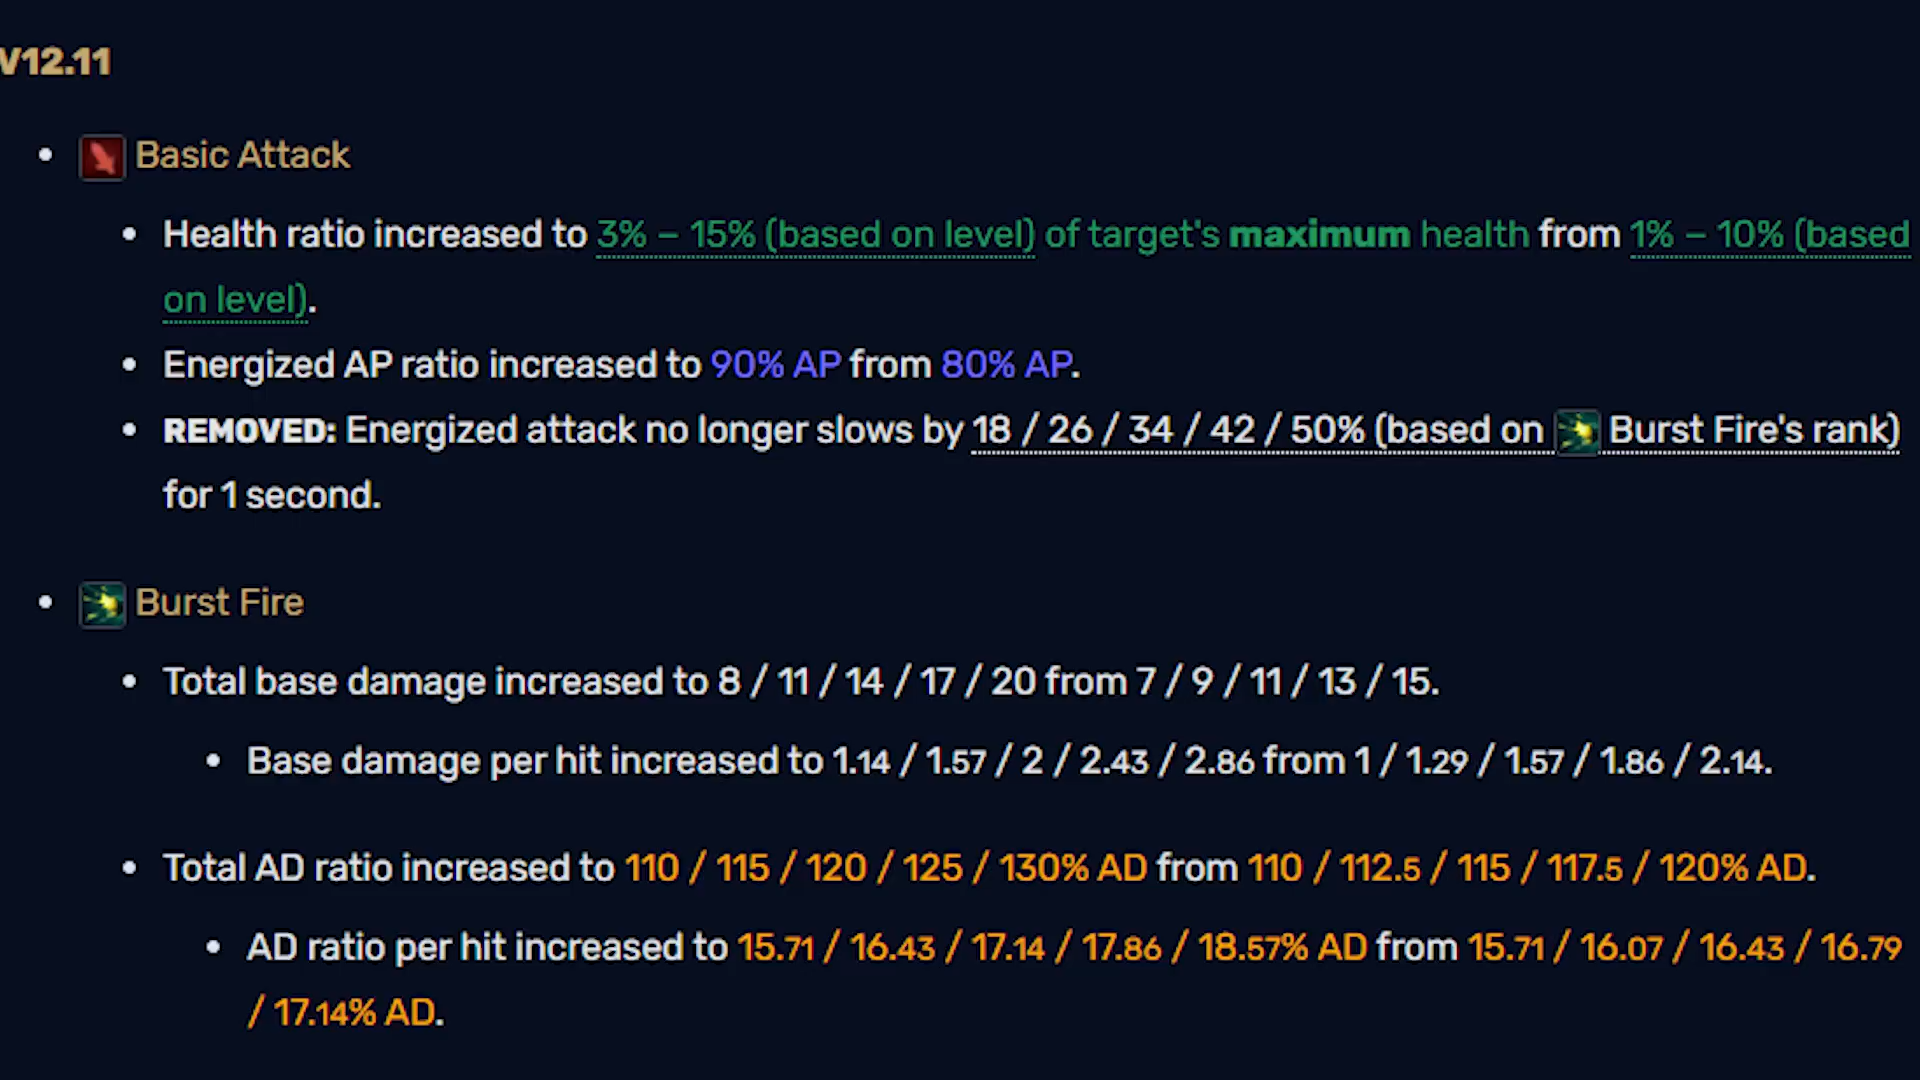 V12.11
Basic Attack
Health ratio increased to 3% – 15% (based on level) of target's maximum health from 1% – 10% (based
on level).
Energized AP ratio increased to 90% AP from 80% AP.
REMOVED: Energized attack no longer slows by 18 / 26 / 34 / 42 / 50% (based on Burst Fire's rank)
for 1 second.
Burst Fire
Total base damage increased to 8 / 11 / 14 / 17 / 20 from 7 / 9 / 11 / 13 / 15.
Base damage per hit increased to 1.14 / 1.57 / 2 / 2.43 / 2.86 from 1 / 1.29 / 1.57 / 1.86 / 2.14.
Total AD ratio increased to 110 / 115 / 120 / 125 / 130% AD from 110 / 112.5 / 115 / 117.5 / 120% AD.
AD ratio per hit increased to 15.71 / 16.43 / 17.14 / 17.86 / 18.57% AD from 15.71 / 16.07 / 16.43 / 16.79
/ 17.14% AD.